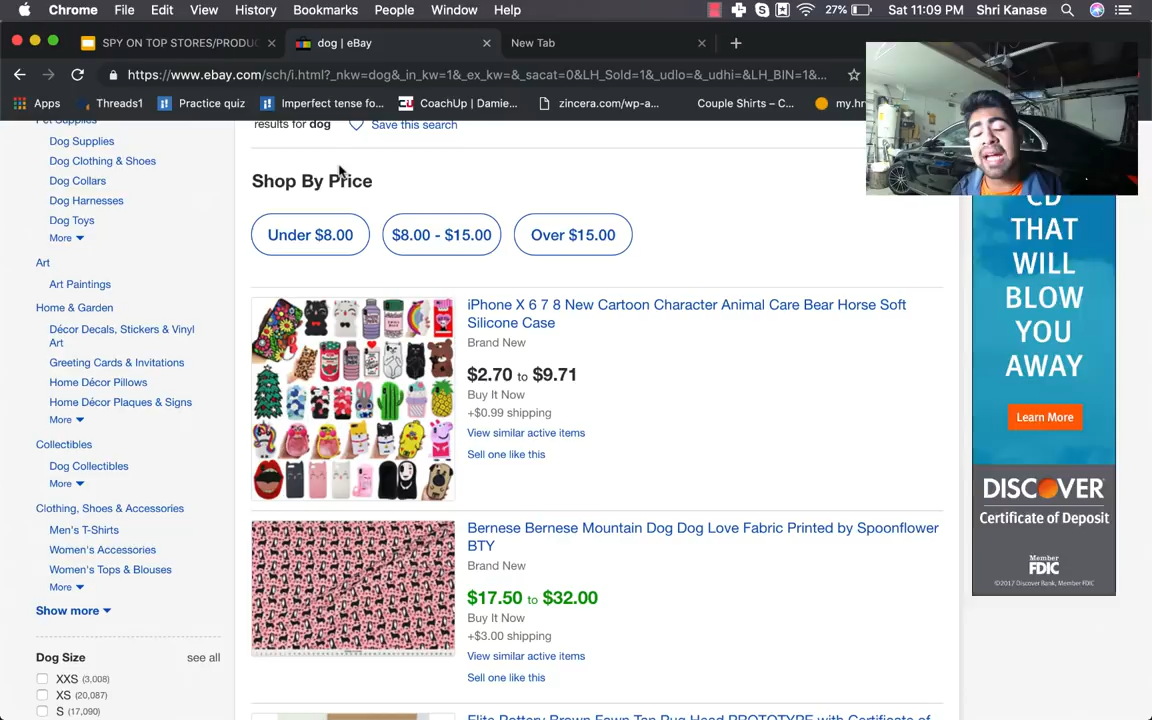 Chrome File Edit View History Bookmarks People Window Help 27% Sat 11:09 PM Shri Kanase
SPY ON TOP STORES/PRODUC dog | eBay New Tab
https://www.ebay.com/sch/i.html?_nkw=dog&_in_kw=1&_ex_kw=&_sacat=0&LH_Sold=1&_udlo=&_udhi=&LH_BIN=1&...
Apps Threads1 Practice quiz Imperfect tense fo... CoachUp | Damie... zincera.com/wp-a... Couple Shirts – C... my.hr
Pet Supplies
Dog Supplies
Dog Clothing & Shoes
Dog Collars
Dog Harnesses
Dog Toys
More
Art
Art Paintings
Home & Garden
Décor Decals, Stickers & Vinyl
Art
Greeting Cards & Invitations
Home Décor Pillows
Home Décor Plaques & Signs
More
Collectibles
Dog Collectibles
More
Clothing, Shoes & Accessories
Men's T-Shirts
Women's Accessories
Women's Tops & Blouses
More
Show more
Dog Size see all
XXS (3,008)
XS (20,087)
S (17,090)
results for dog Save this search
Shop By Price
Under $8.00 $8.00 - $15.00 Over $15.00
iPhone X 6 7 8 New Cartoon Character Animal Care Bear Horse Soft
Silicone Case
Brand New
$2.70 to $9.71
Buy It Now
+$0.99 shipping
View similar active items
Sell one like this
Bernese Bernese Mountain Dog Dog Love Fabric Printed by Spoonflower
BTY
Brand New
$17.50 to $32.00
Buy It Now
+$3.00 shipping
View similar active items
Sell one like this
Elite Pottery Brown Fawn Tan Pug Head PROTOTYPE with Certificate of
CD
THAT
WILL
BLOW
YOU
AWAY
Learn More
DISCOVER
Certificate of Deposit
Member
FDIC
©2017 Discover Bank, Member FDIC